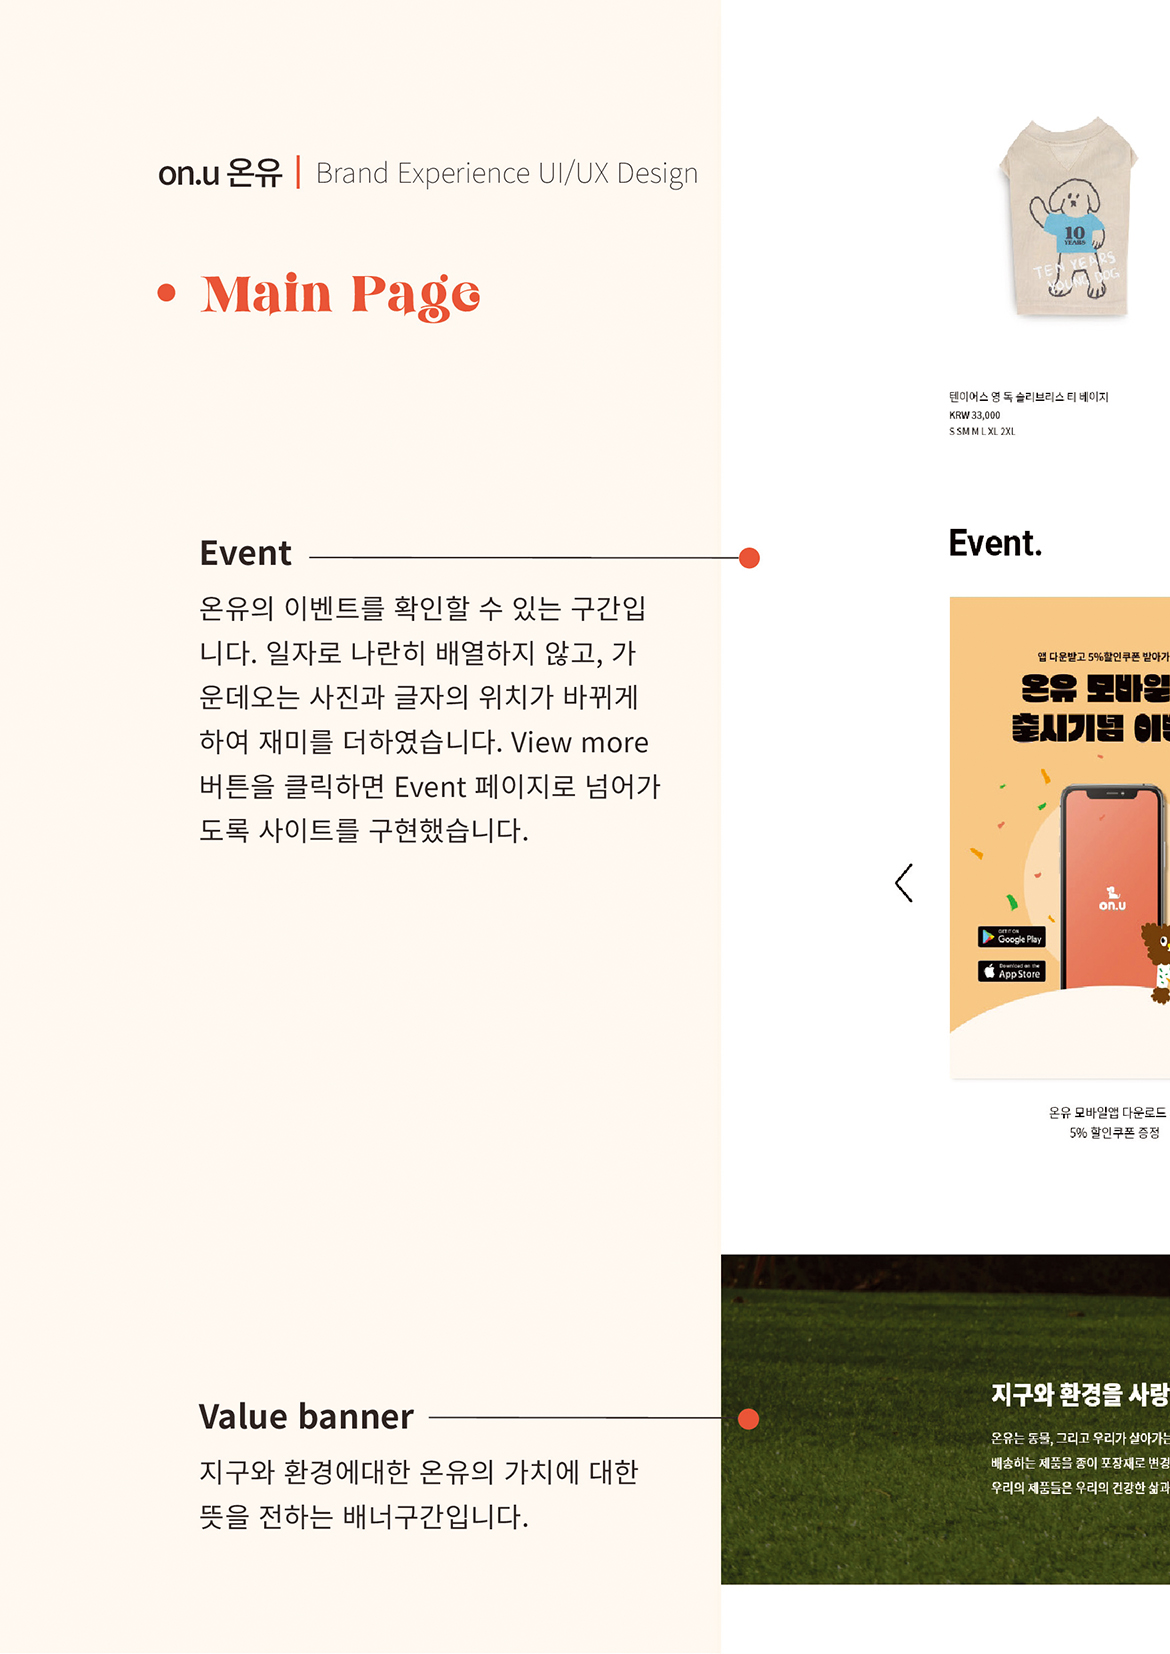 on.u 온유 | Brand Experience UI/UX Design
• Main Page
10
YEARS
TEN YEARS
YOUNG DOG
텐이어스 영 독 슬리브리스 티 베이지
KRW 33,000
S SM M L XL 2XL
Event
온유의 이벤트를 확인할 수 있는 구간입
니다. 일자로 나란히 배열하지 않고, 가
운데오는 사진과 글자의 위치가 바뀌게
하여 재미를 더하였습니다. View more
버튼을 클릭하면 Event 페이지로 넘어가
도록 사이트를 구현했습니다.
Event.
앱 다운받고 5%할인쿠폰 받아가
온유 모바일
출시기념 이벤
on.u
GET IT ON
Google Play
Download on the
App Store
온유 모바일앱 다운로드
5% 할인쿠폰 증정
Value banner
지구와 환경에대한 온유의 가치에 대한
뜻을 전하는 배너구간입니다.
지구와 환경을 사랑
온유는 동물, 그리고 우리가 살아가는
배송하는 제품을 종이 포장재로 변경
우리의 제품들은 우리의 건강한 삶과